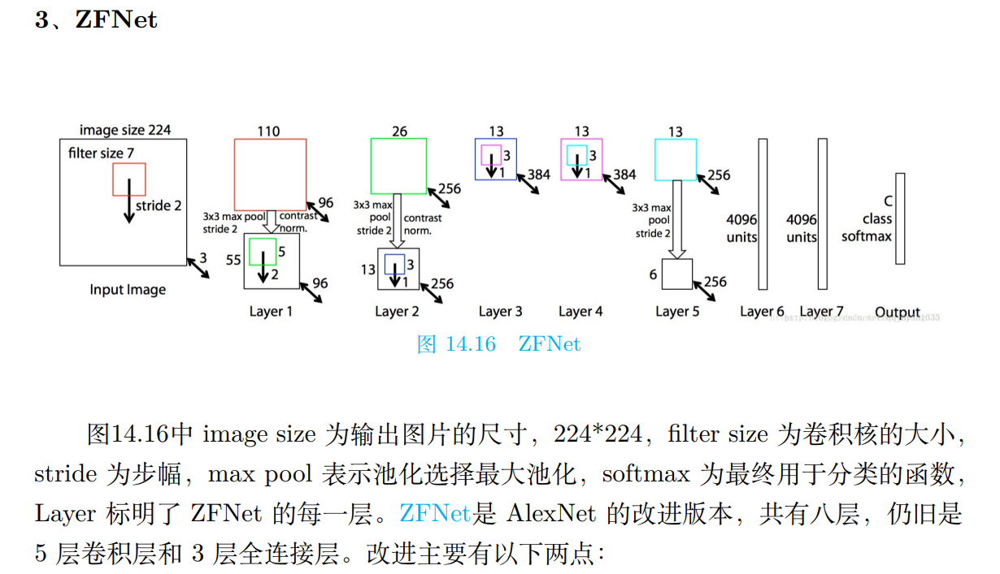 3、ZFNet
image size 224
filter size 7
stride 2
3
Input Image
110
96
3x3 max pool
stride 2
contrast
norm.
55
5
2
96
Layer 1
26
256
3x3 max
pool
stride 2
contrast
norm.
13
3
1
256
Layer 2
13
3
1
384
Layer 3
13
3
1
384
Layer 4
13
256
3x3 max
pool
stride 2
6
256
Layer 5
4096
units
Layer 6
4096
units
Layer 7
C
class
softmax
Output
图 14.16 ZFNet
图14.16中 image size 为输出图片的尺寸，224*224，filter size 为卷积核的大小，
stride 为步幅，max pool 表示池化选择最大池化，softmax 为最终用于分类的函数，
Layer 标明了 ZFNet 的每一层。ZFNet是 AlexNet 的改进版本，共有八层，仍旧是
5 层卷积层和 3 层全连接层。改进主要有以下两点：